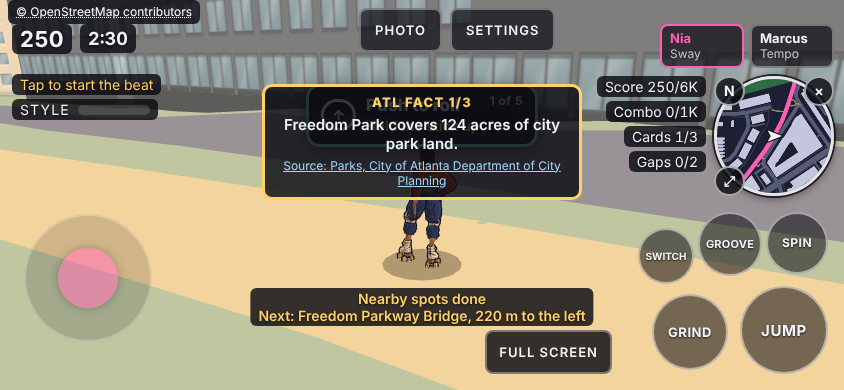 © OpenStreetMap contributors
250
2:30
PHOTO
SETTINGS
Nia
Sway
Marcus
Tempo
Tap to start the beat
STYLE
ATL FACT 1/3
1 of 5
Freedom Park covers 124 acres of city
park land.
Source: Parks, City of Atlanta Department of City
Planning
Score 250/6K
Combo 0/1K
Cards 1/3
Gaps 0/2
N
×
SWITCH
GROOVE
SPIN
GRIND
JUMP
Nearby spots done
Next: Freedom Parkway Bridge, 220 m to the left
FULL SCREEN